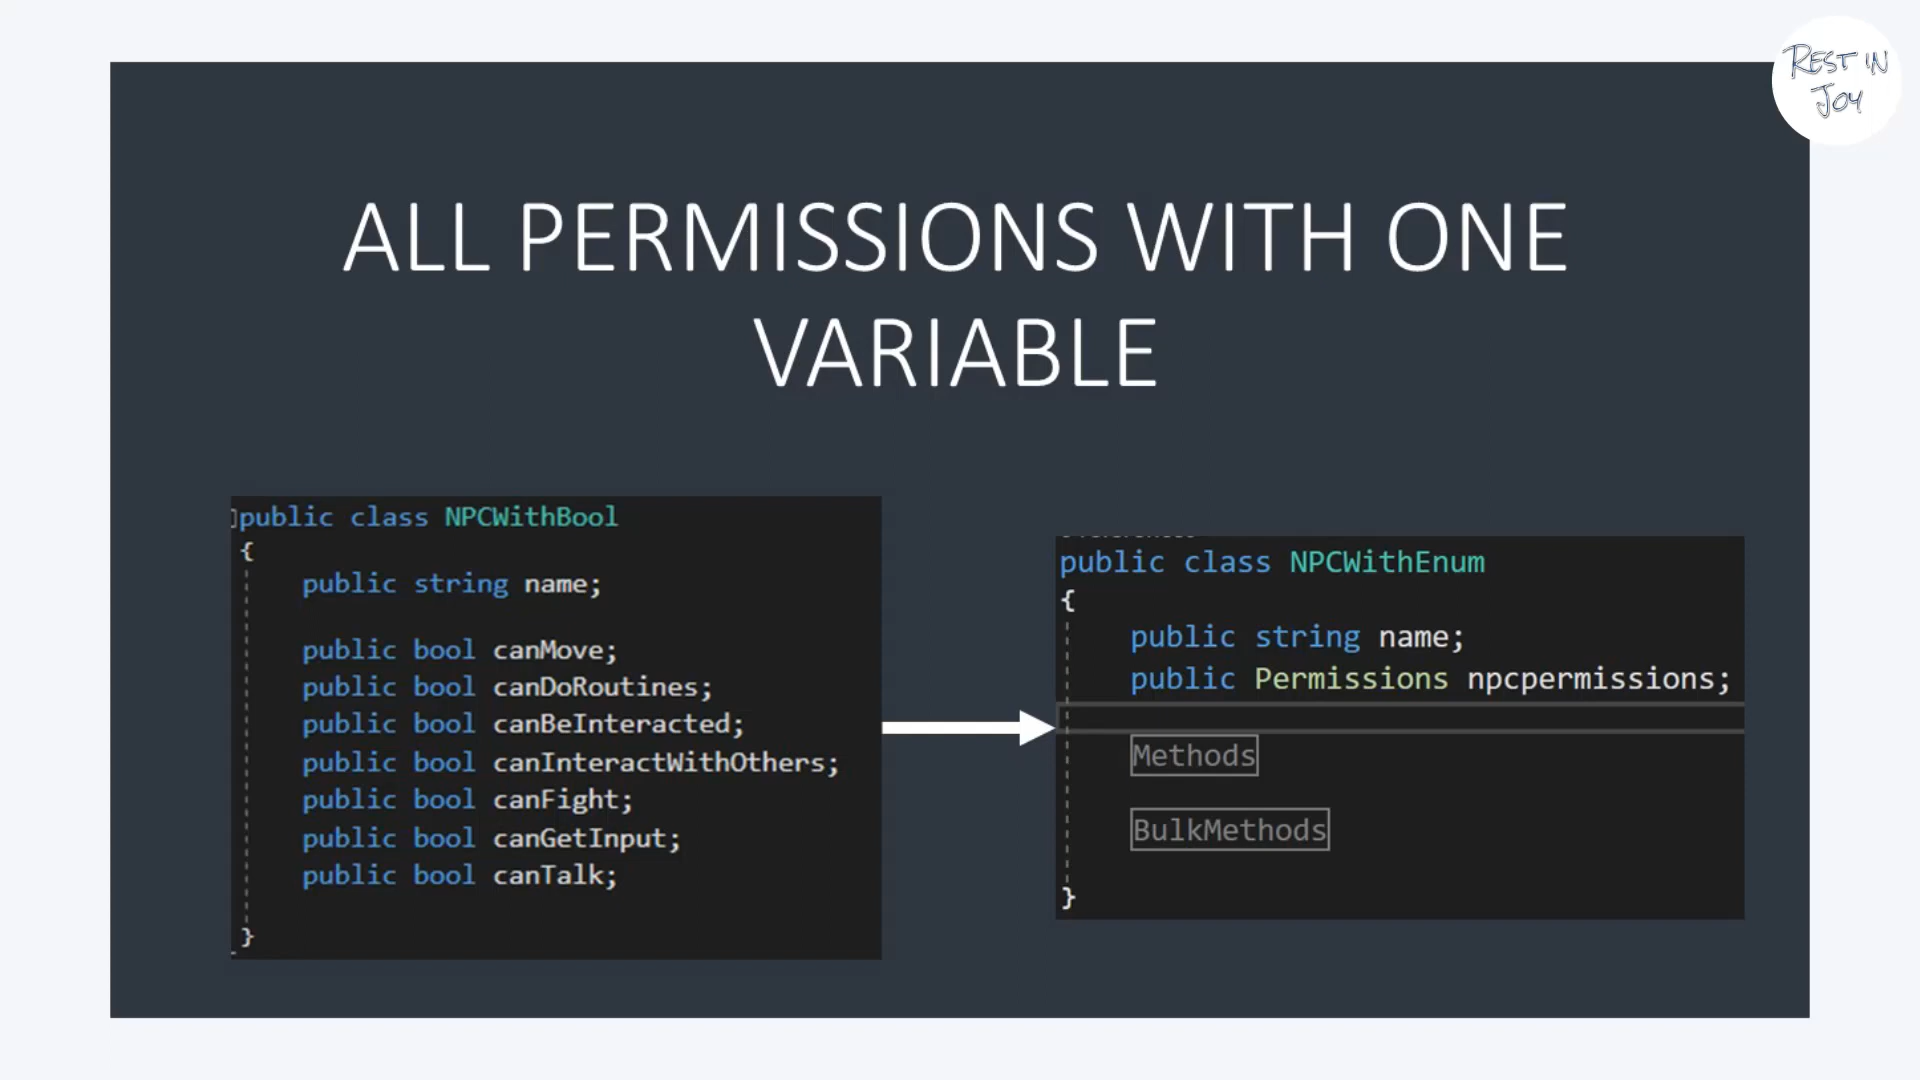 REST IN
JOY
ALL PERMISSIONS WITH ONE
VARIABLE
public class NPCWithBool
{
public string name;
public bool canMove;
public bool canDoRoutines;
public bool canBeInteracted;
public bool canInteractWithOthers;
public bool canFight;
public bool canGetInput;
public bool canTalk;
}
public class NPCWithEnum
{
public string name;
public Permissions npcpermissions;
Methods
BulkMethods
}